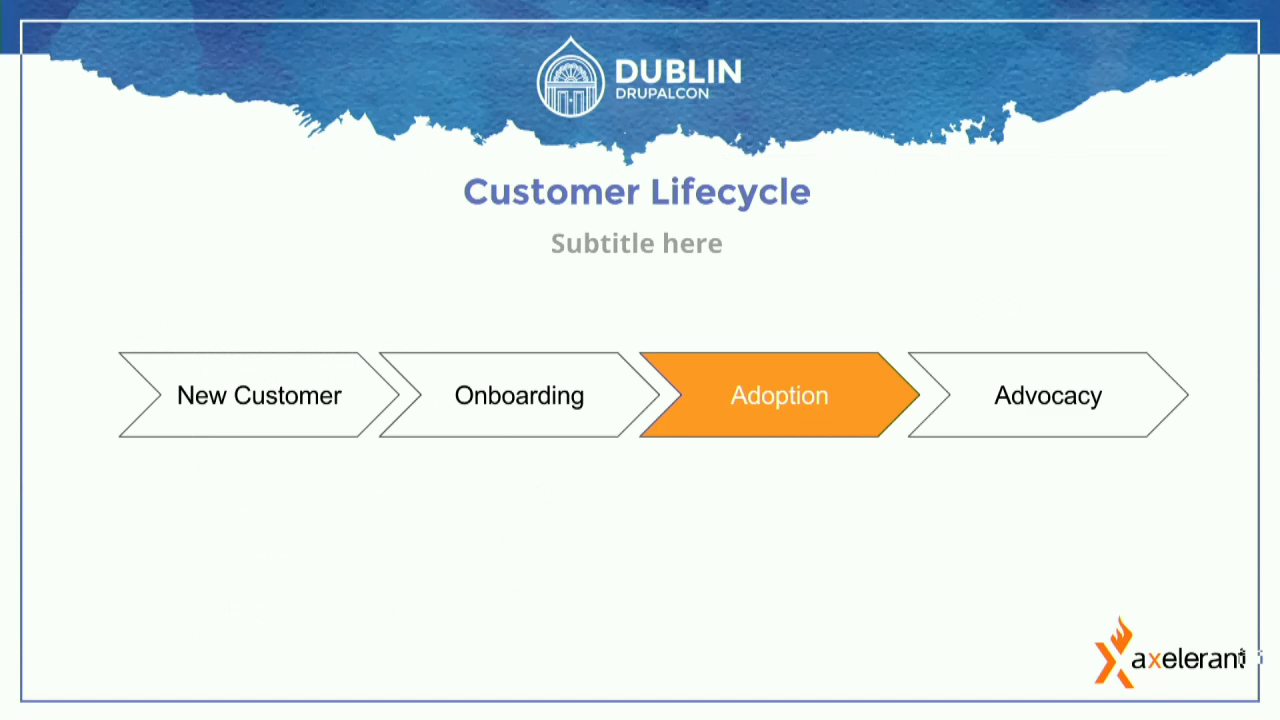 DUBLIN
DRUPALCON
Customer Lifecycle
Subtitle here
New Customer
Onboarding
Adoption
Advocacy
axelerant